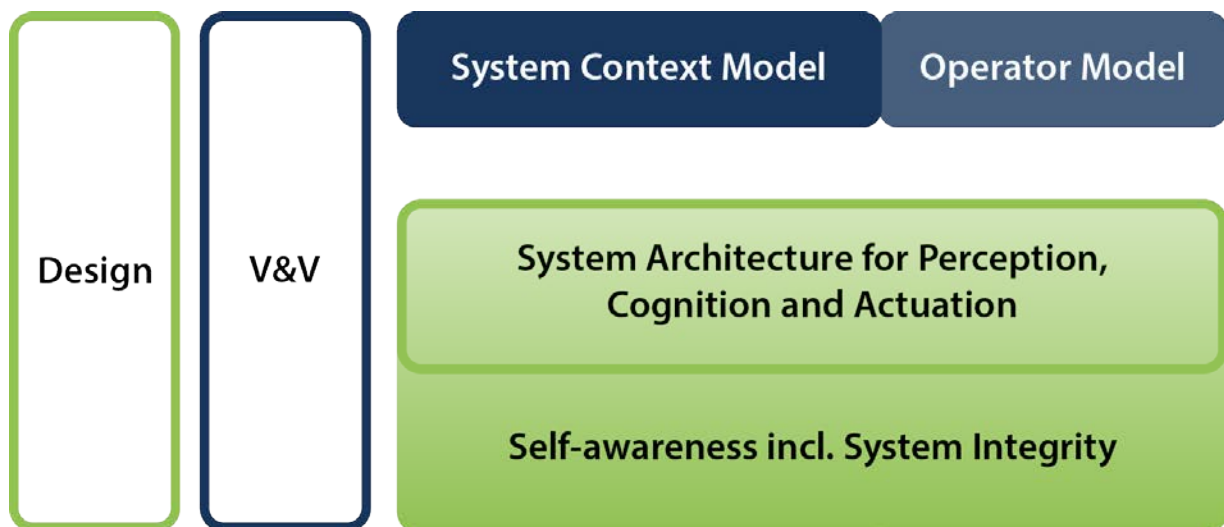 Design
V&V
System Context Model
Operator Model
System Architecture for Perception,
Cognition and Actuation
Self-awareness incl. System Integrity